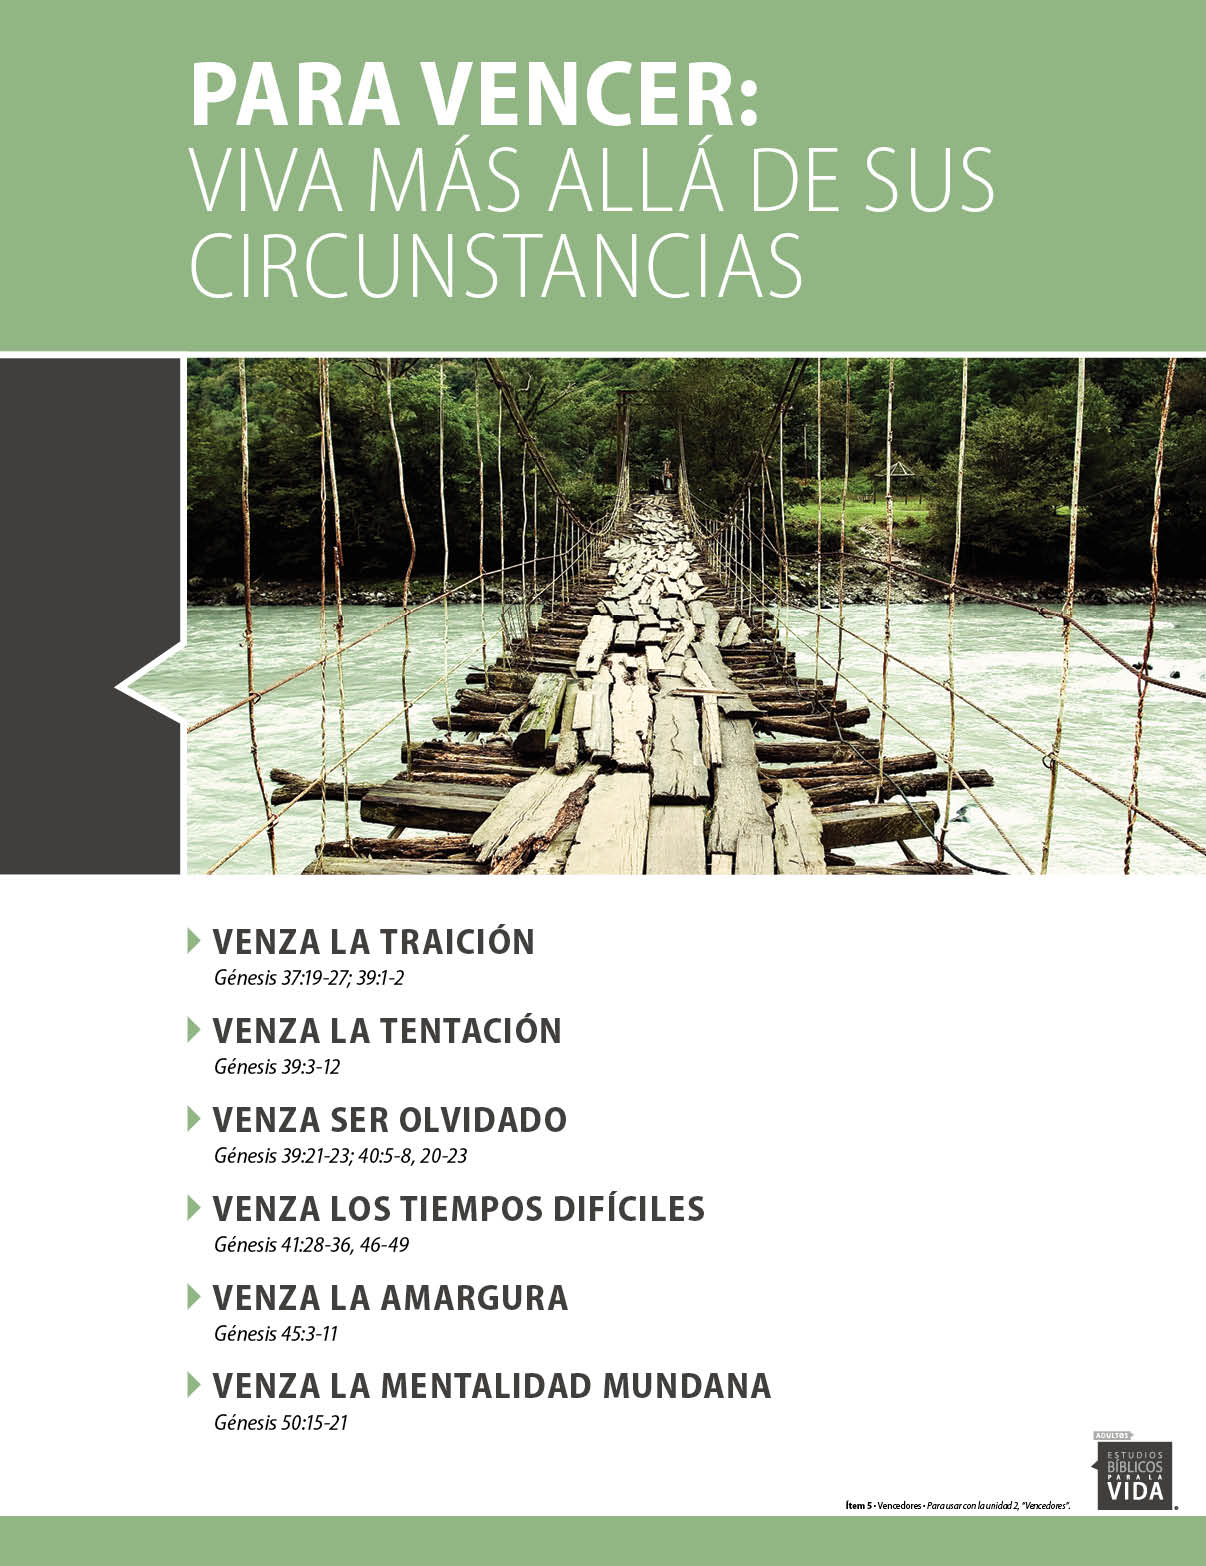 PARA VENCER:
VIVA MÁS ALLÁ DE SUS
CIRCUNSTANCIAS
VENZA LA TRAICIÓN
Génesis 37:19-27; 39:1-2
VENZA LA TENTACIÓN
Génesis 39:3-12
VENZA SER OLVIDADO
Génesis 39:21-23; 40:5-8, 20-23
VENZA LOS TIEMPOS DIFÍCILES
Génesis 41:28-36, 46-49
VENZA LA AMARGURA
Génesis 45:3-11
VENZA LA MENTALIDAD MUNDANA
Génesis 50:15-21
ADULTOS
ESTUDIOS
BÍBLICOS
PARA LA
VIDA
Ítem 5 • Vencedores • Para usar con la unidad 2, "Vencedores".